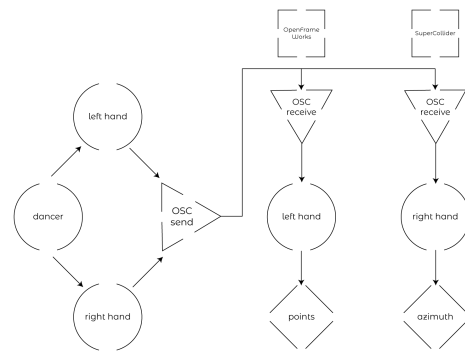 OpenFrame
Works
SuperCollider
OSC
receive
OSC
receive
left hand
dancer
OSC
send
left hand
right hand
right hand
points
azimuth